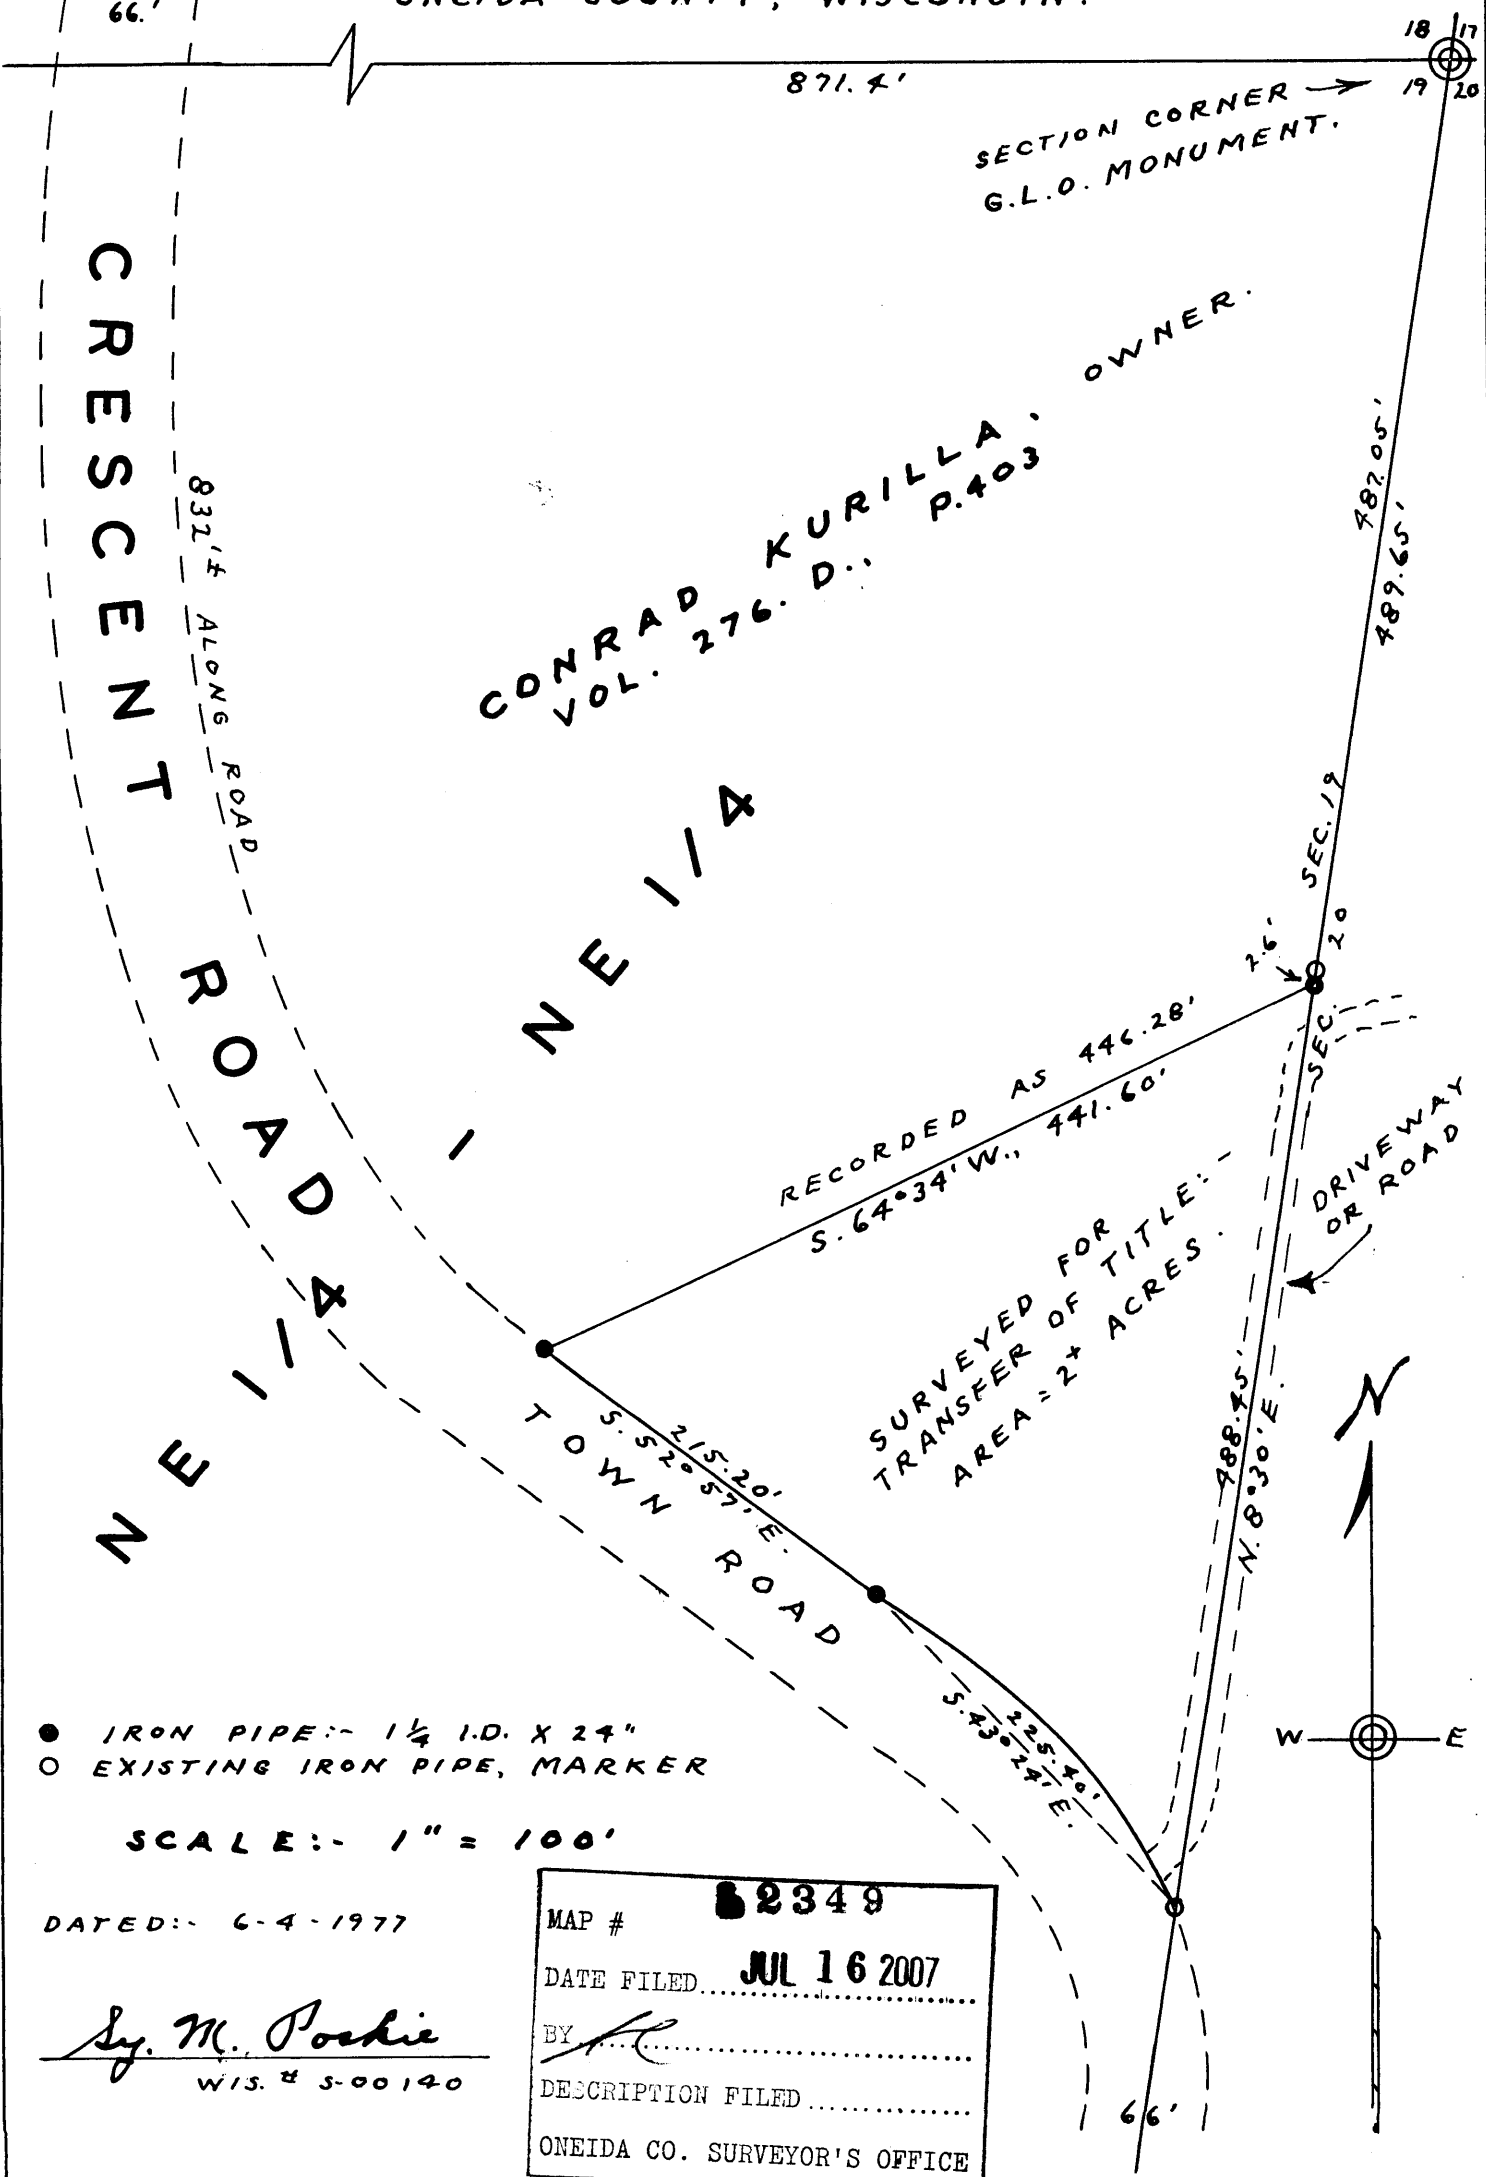 66.'
ONEIDA COUNTY, WISCONSIN.
18 17
19 20
871.4'
SECTION CORNER
G.L.O. MONUMENT.
CRESCENT ROAD
832'± ALONG ROAD
OWNER.
CONRAD KURILLA.
VOL. 276. D., P.403
487.05'
489.65'
SEC. 19
SEC. 20
2.6'
NE 1/4 - NE 1/4
RECORDED AS 446.28'
S. 64°34' W., 441.60'
SURVEYED FOR
TRANSFER OF TITLE:-
AREA = 2+ ACRES.
DRIVEWAY
OR ROAD
488.45'
N. 8°30' E.
215.20'
S. 52°57' E.
TOWN ROAD
225.40'
S. 43°24' E.
N
W E
IRON PIPE:- 1 1/4 I.D. X 24"
EXISTING IRON PIPE, MARKER
SCALE:- 1" = 100'
DATED:- 6-4-1977
Sy. M. Poskie
WIS. # S-00140
MAP # 2349
DATE FILED JUL 16 2007
BY
DESCRIPTION FILED
ONEIDA CO. SURVEYOR'S OFFICE
66'